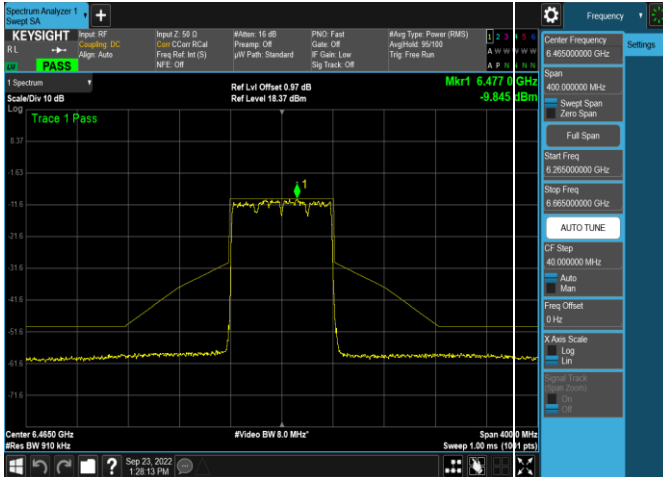 Spectrum Analyzer 1
Swept SA
+
Frequency
KEYSIGHT
RL
LV
PASS
Input: RF
Coupling: DC
Align: Auto
Input Z: 50 Ω
Corr CCorr RCal
Freq Ref: Int (S)
NFE: Off
#Atten: 16 dB
Preamp: Off
µW Path: Standard
PNO: Fast
Gate: Off
IF Gain: Low
Sig Track: Off
#Avg Type: Power (RMS)
Avg|Hold: 95/100
Trig: Free Run
1 2 3 4 5 6
A W W W W W
A P N N N N
1 Spectrum
Scale/Div 10 dB
Log
Ref Lvl Offset 0.97 dB
Ref Level 18.37 dBm
Mkr1 6.477 0 GHz
-9.845 dBm
Trace 1 Pass
1
8.37
-1.63
-11.6
-21.6
-31.6
-41.6
-51.6
-61.6
-71.6
Center 6.4650 GHz
#Res BW 910 kHz
#Video BW 8.0 MHz*
Span 400.0 MHz
Sweep 1.00 ms (1001 pts)
Sep 23, 2022
1:28:13 PM
?
Settings
Center Frequency
6.465000000 GHz
Span
400.000000 MHz
Swept Span
Zero Span
Full Span
Start Freq
6.265000000 GHz
Stop Freq
6.665000000 GHz
AUTO TUNE
CF Step
40.000000 MHz
Auto
Man
Freq Offset
0 Hz
X Axis Scale
Log
Lin
Signal Track
(Span Zoom)
On
Off